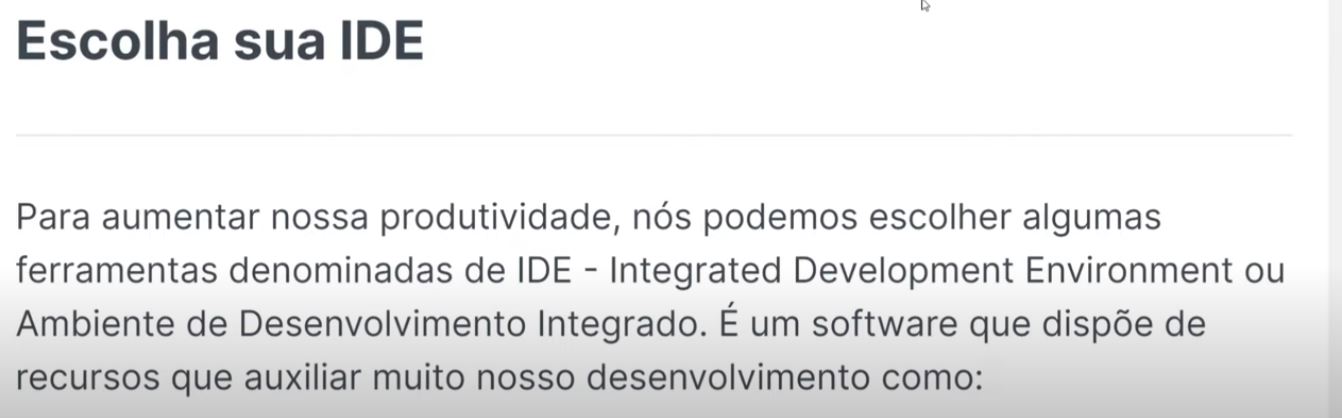 Escolha sua IDE
Para aumentar nossa produtividade, nós podemos escolher algumas
ferramentas denominadas de IDE - Integrated Development Environment ou
Ambiente de Desenvolvimento Integrado. É um software que dispõe de
recursos que auxiliar muito nosso desenvolvimento como: